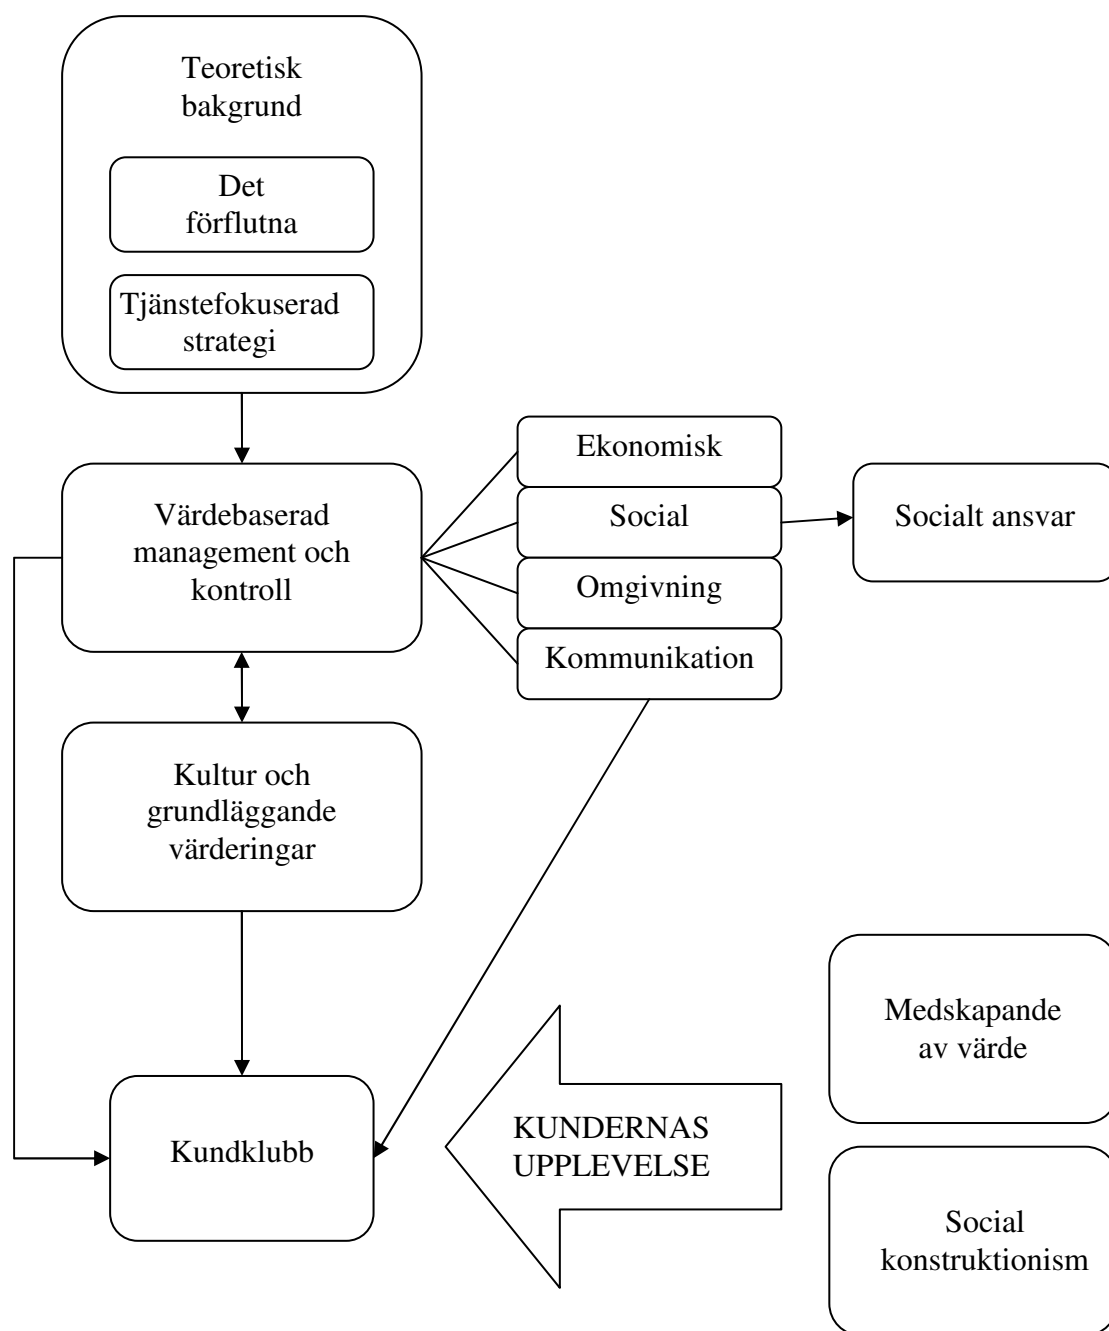 Teoretisk
bakgrund
Det
förflutna
Tjänstefokuserad
strategi
Värdebaserad
management och
kontroll
Ekonomisk
Social
Omgivning
Kommunikation
Socialt ansvar
Kultur och
grundläggande
värderingar
Kundklubb
KUNDERNAS
UPPLEVELSE
Medskapande
av värde
Social
konstruktionism